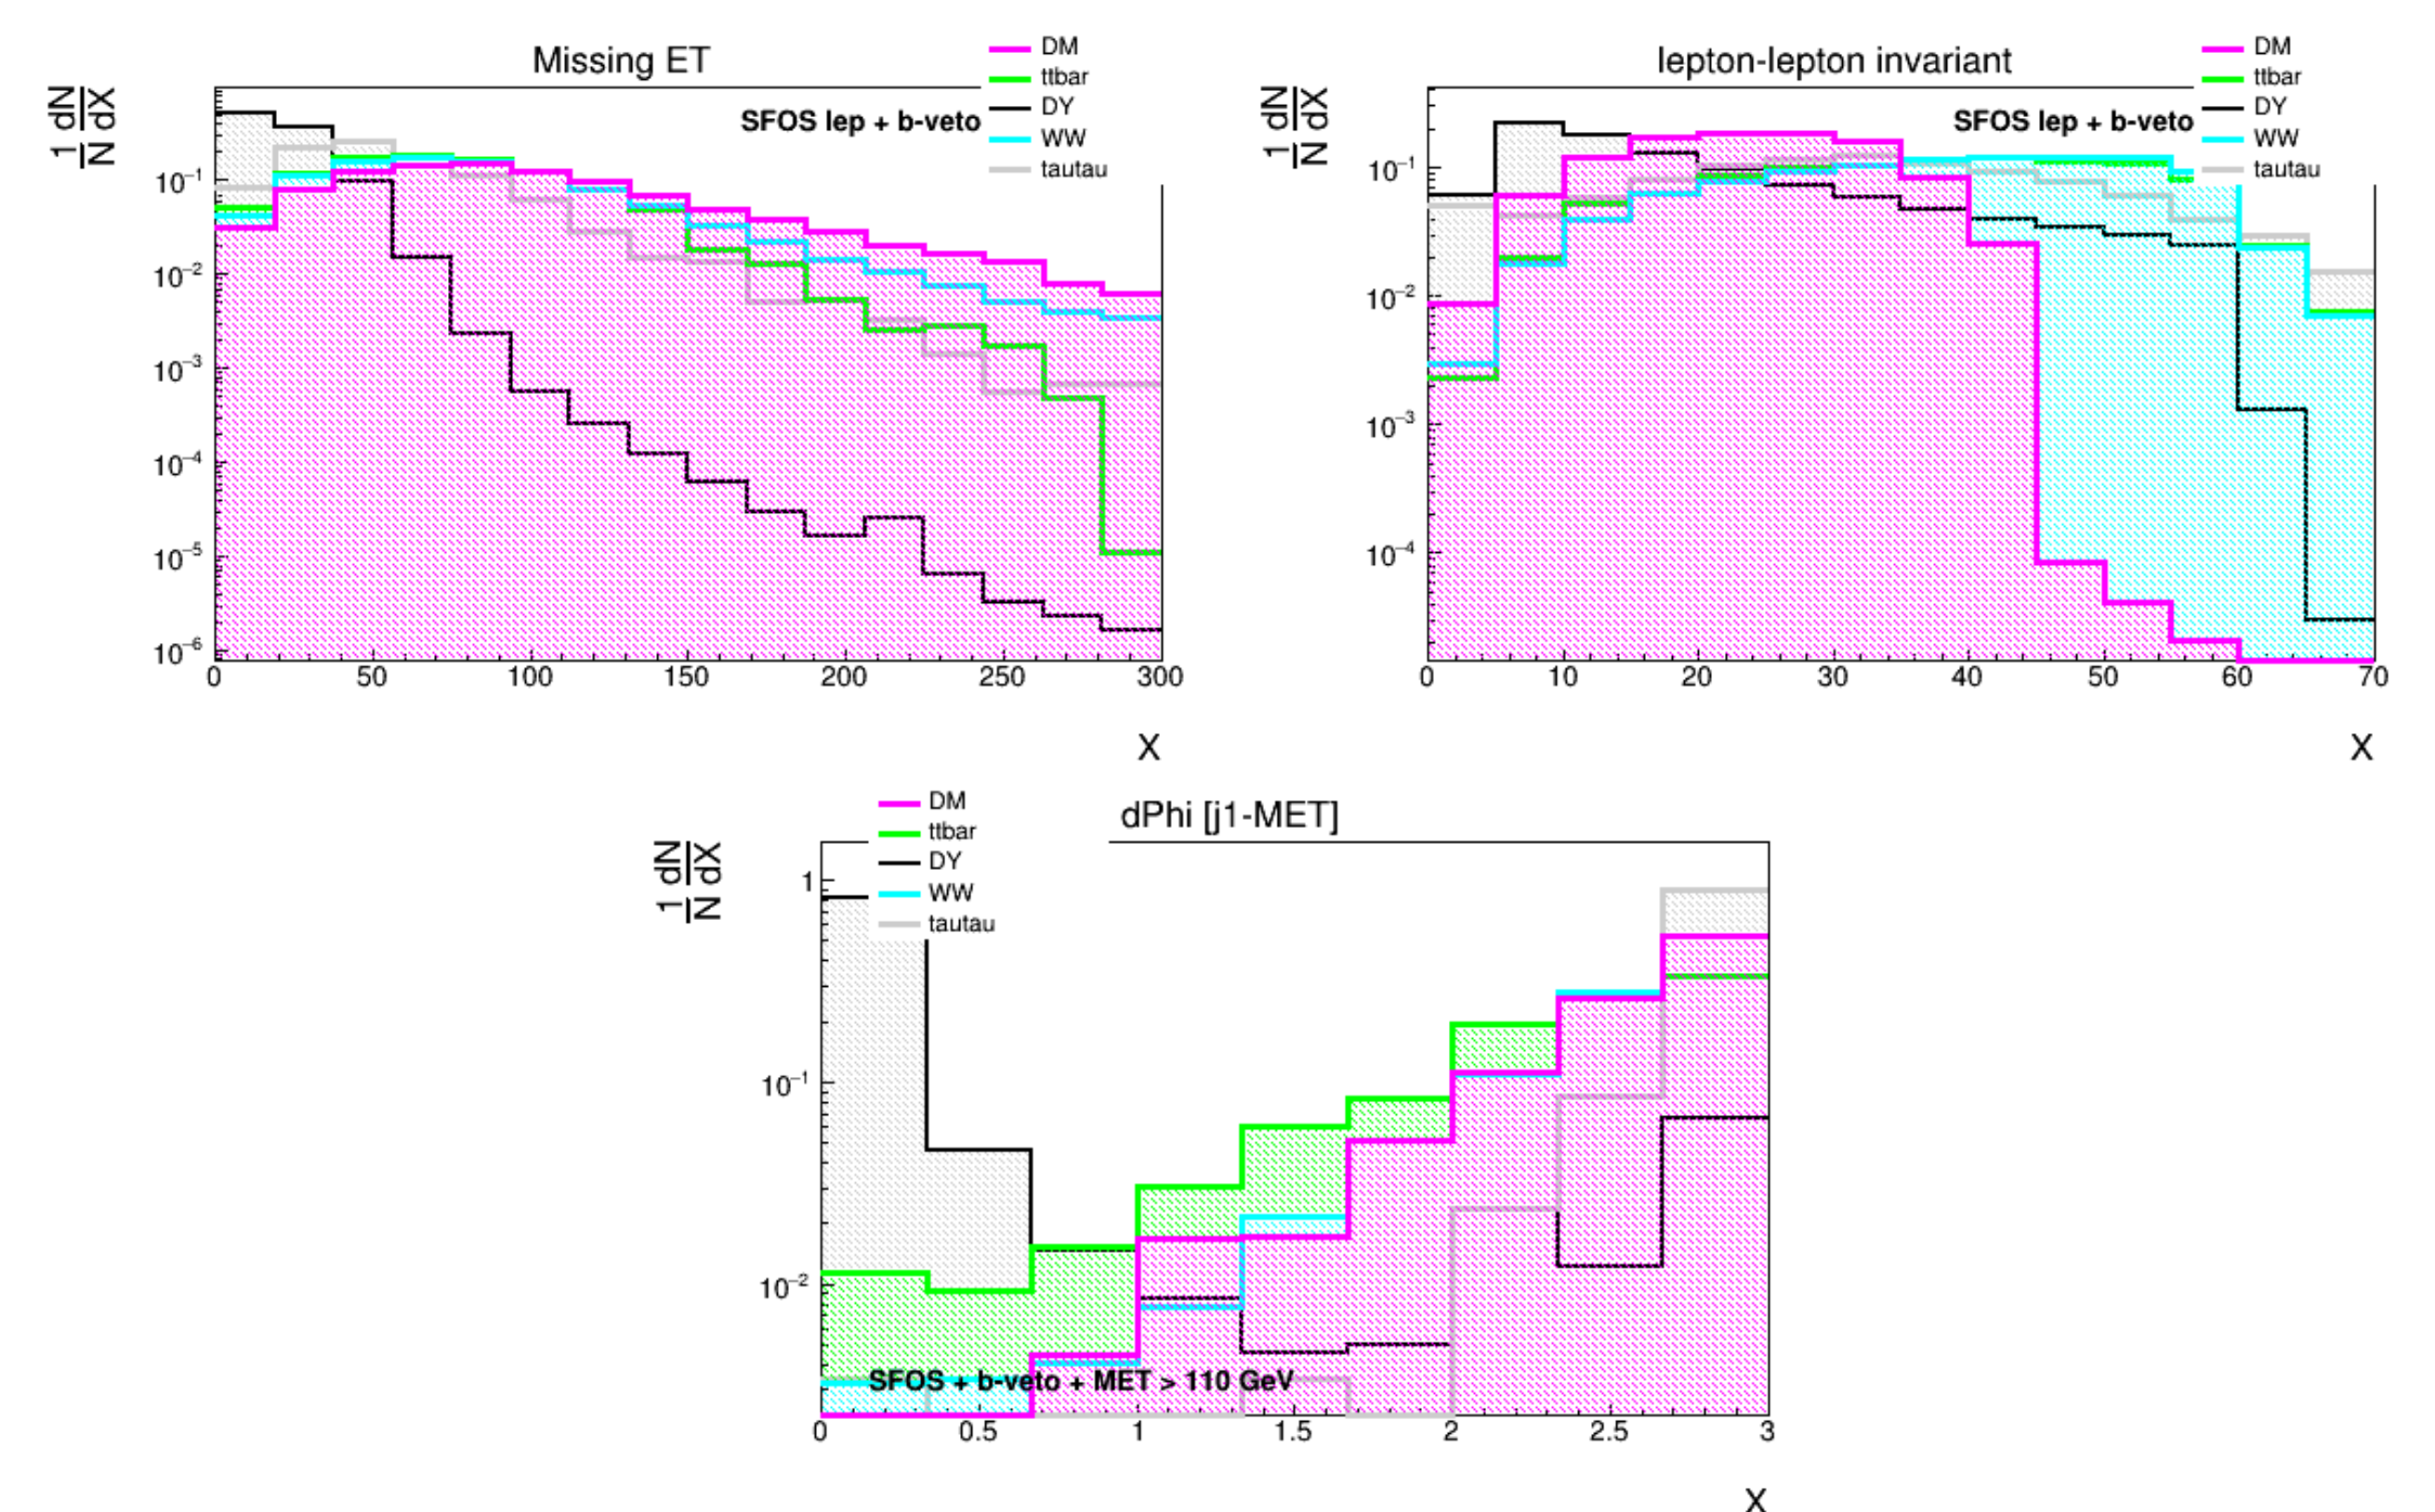 Missing ET
1 dN
N dX
SFOS lep + b-veto
DM
ttbar
DY
WW
tautau
10⁻¹
10⁻²
10⁻³
10⁻⁴
10⁻⁵
10⁻⁶
0 50 100 150 200 250 300
X
lepton-lepton invariant
1 dN
N dX
SFOS lep + b-veto
DM
ttbar
DY
WW
tautau
10⁻¹
10⁻²
10⁻³
10⁻⁴
0 10 20 30 40 50 60 70
X
dPhi [j1-MET]
1 dN
N dX
DM
ttbar
DY
WW
tautau
1
10⁻¹
10⁻²
SFOS + b-veto + MET > 110 GeV
0 0.5 1 1.5 2 2.5 3
X